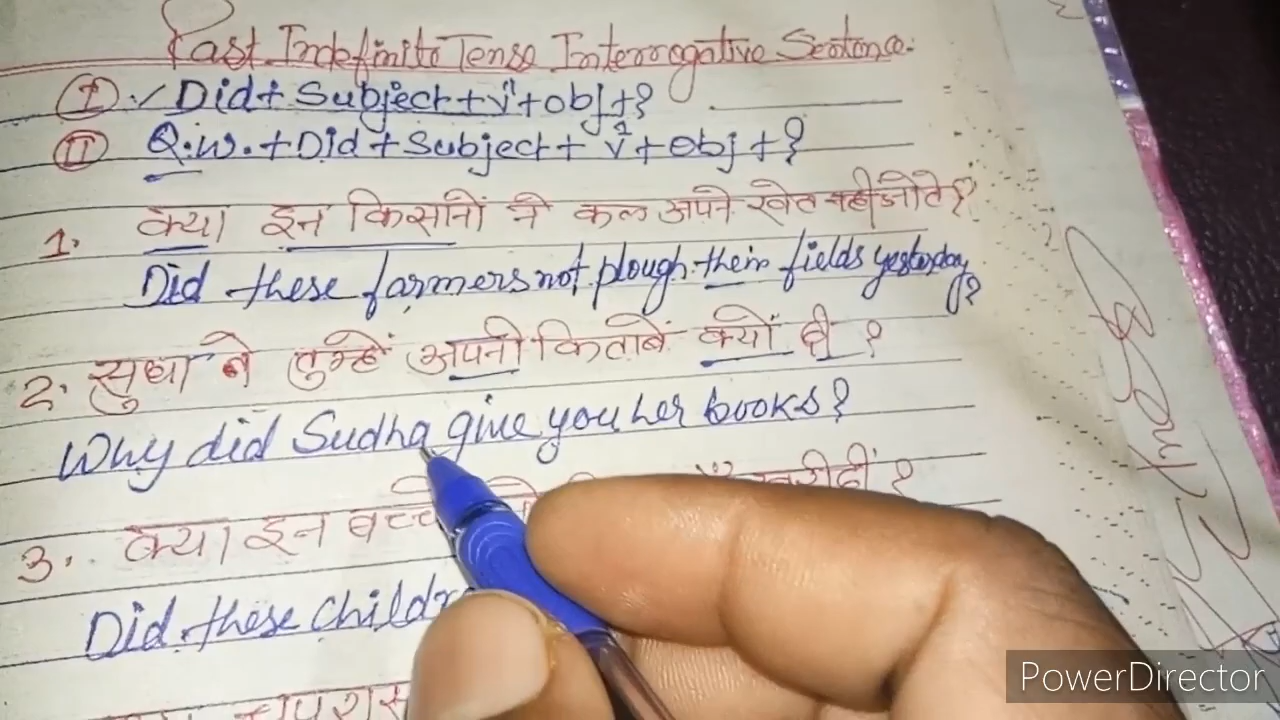 Past Indefinite Tense Interrogative Sentence.
I. ✓ Did + Subject + V¹ + obj + ?
II Q.W. + Did + Subject + V¹ + Obj + ?
1. क्या इन किसानों ने कल अपने खेत नहीं जोते?
Did these farmers not plough their fields yesterday?
2. सुधा ने तुम्हें अपनी किताबें क्यों दी ?
Why did Sudha give you her books?
3. क्या इन ?
Did these
PowerDirector